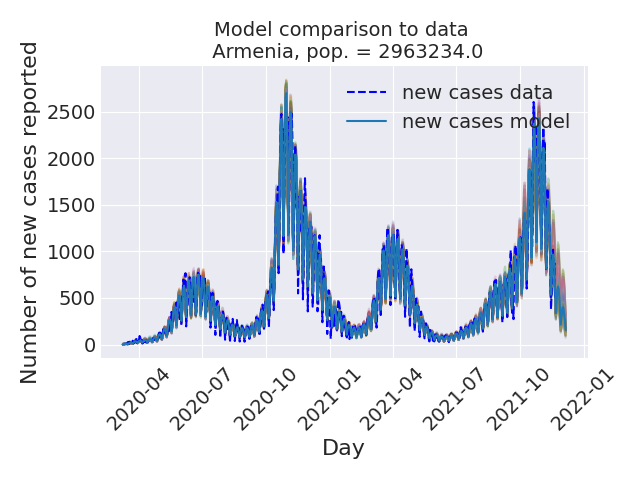 Model comparison to data
Armenia, pop. = 2963234.0
Number of new cases reported
2500
2000
1500
1000
500
0
new cases data
new cases model
2020-04
2020-07
2020-10
2021-01
2021-04
2021-07
2021-10
2022-01
Day